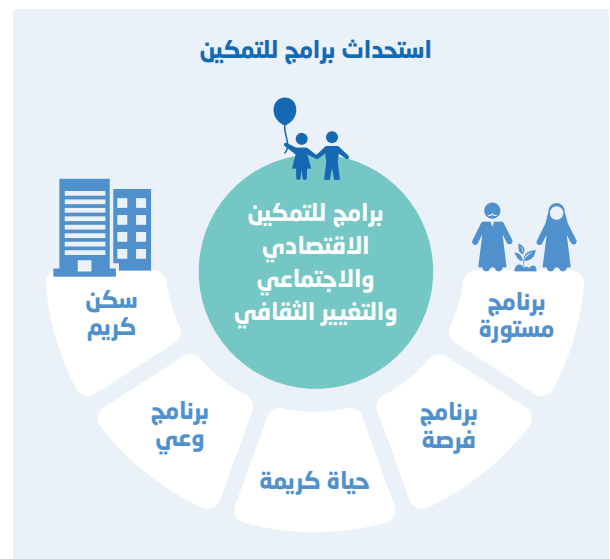 استحداث برامج للتمكين
برامج للتمكين
الاقتصادي
والاجتماعي
والتغيير الثقافي
برنامج
مستورة
برنامج
فرصة
حياة كريمة
برنامج
وعي
سكن
كريم